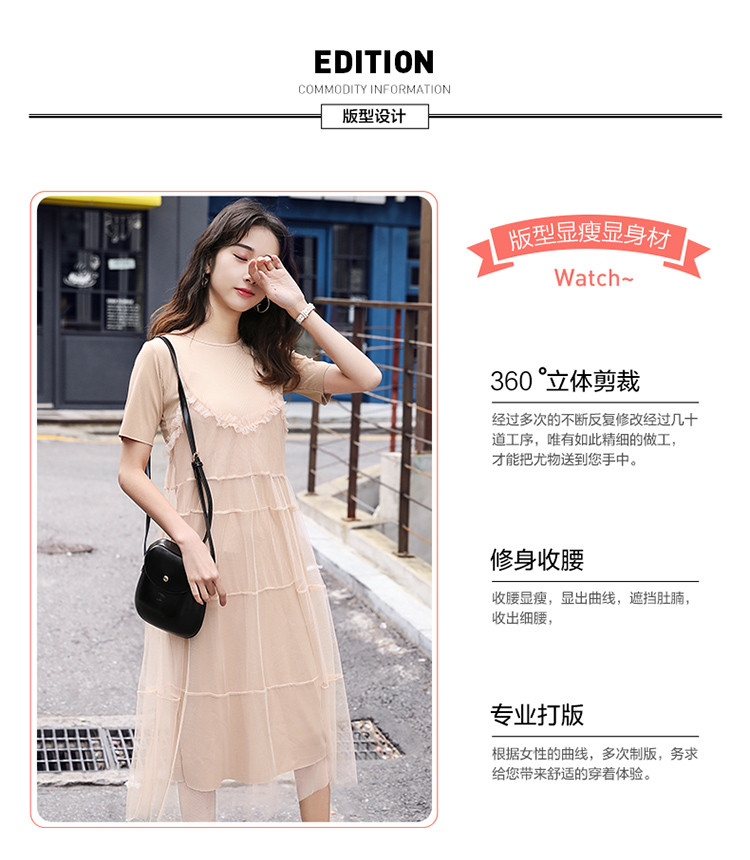 EDITION
COMMODITY INFORMATION
版型设计
版型显瘦显身材
Watch~
360°立体剪裁
经过多次的不断反复修改经过几十
道工序，唯有如此精细的做工，
才能把尤物送到您手中。
修身收腰
收腰显瘦，显出曲线，遮挡肚腩，
收出细腰，
专业打版
根据女性的曲线，多次制版，务求
给您带来舒适的穿着体验。